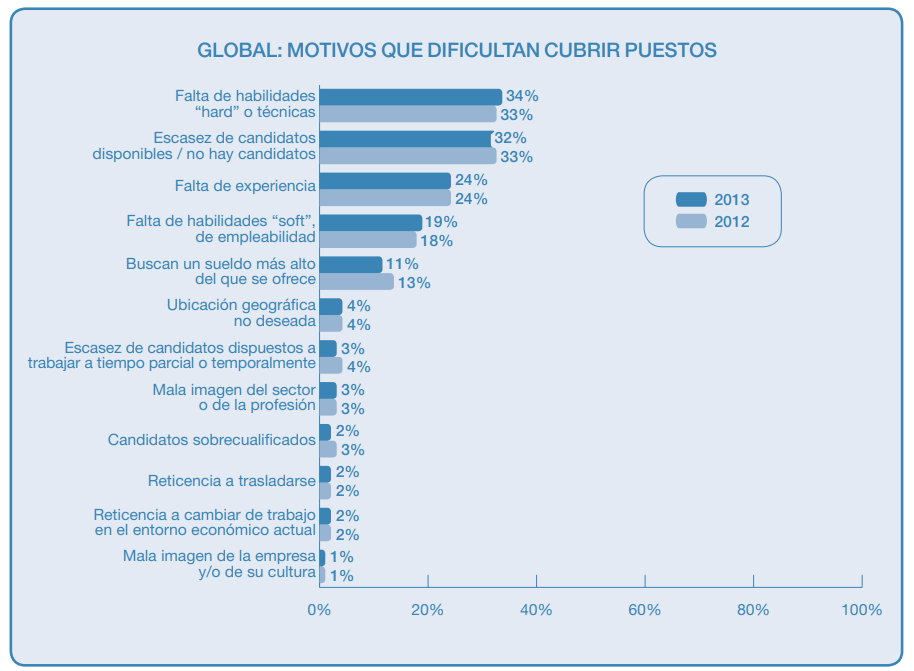 GLOBAL: MOTIVOS QUE DIFICULTAN CUBRIR PUESTOS
Falta de habilidades
“hard” o técnicas
34%
33%
Escasez de candidatos
disponibles / no hay candidatos
32%
33%
Falta de experiencia
24%
24%
Falta de habilidades “soft”,
de empleabilidad
19%
18%
Buscan un sueldo más alto
del que se ofrece
11%
13%
Ubicación geográfica
no deseada
4%
4%
Escasez de candidatos dispuestos a
trabajar a tiempo parcial o temporalmente
3%
4%
Mala imagen del sector
o de la profesión
3%
3%
Candidatos sobrecualificados
2%
3%
Reticencia a trasladarse
2%
2%
Reticencia a cambiar de trabajo
en el entorno económico actual
2%
2%
Mala imagen de la empresa
y/o de su cultura
1%
1%
2013
2012
0% 20% 40% 60% 80% 100%